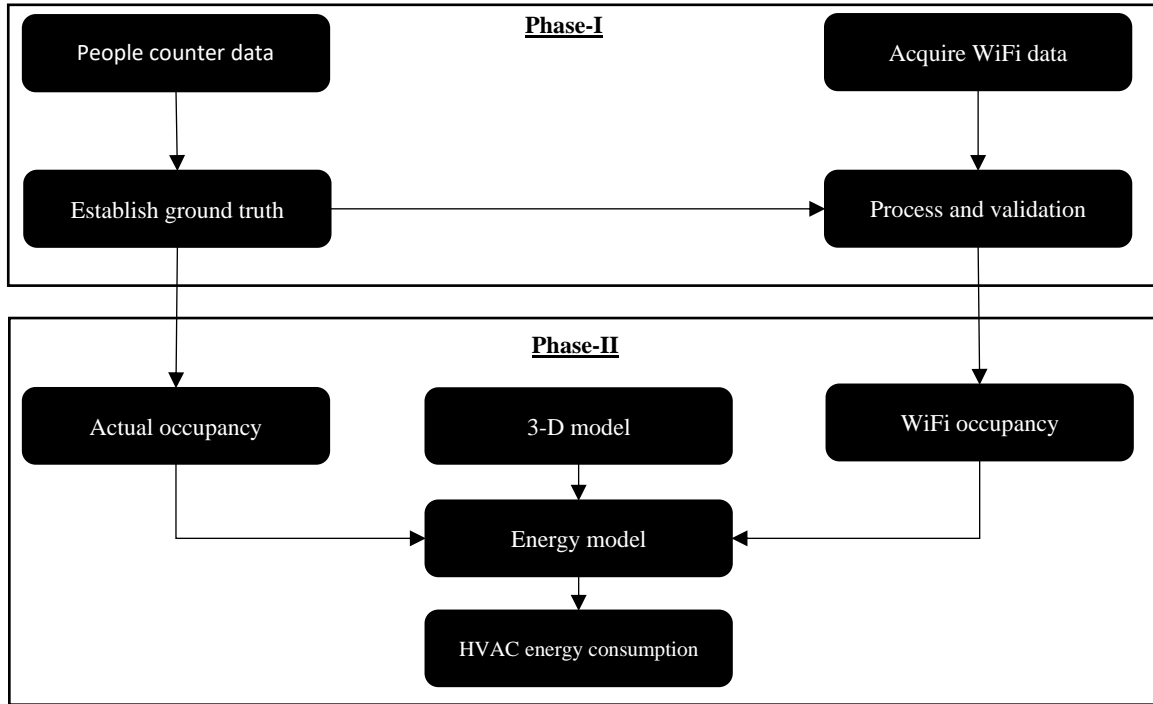 Phase-I
People counter data
Acquire WiFi data
Establish ground truth
Process and validation
Phase-II
Actual occupancy
3-D model
WiFi occupancy
Energy model
HVAC energy consumption